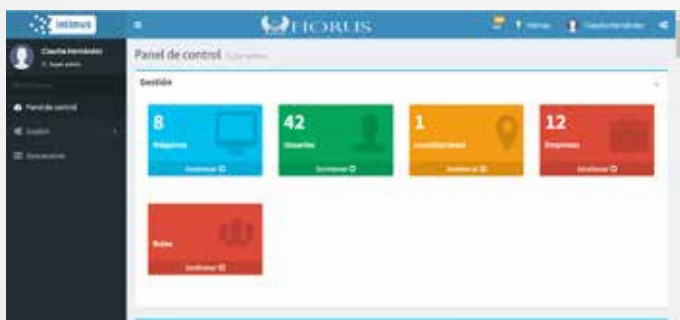 intimus
HORUS
Claudia Hernández
Panel de control
Gestión
Panel de control
Gestión
8
Máquinas
Gestionar
42
Usuarios
Gestionar
1
Localizaciones
Gestionar
12
Empresas
Gestionar
Roles
Gestionar